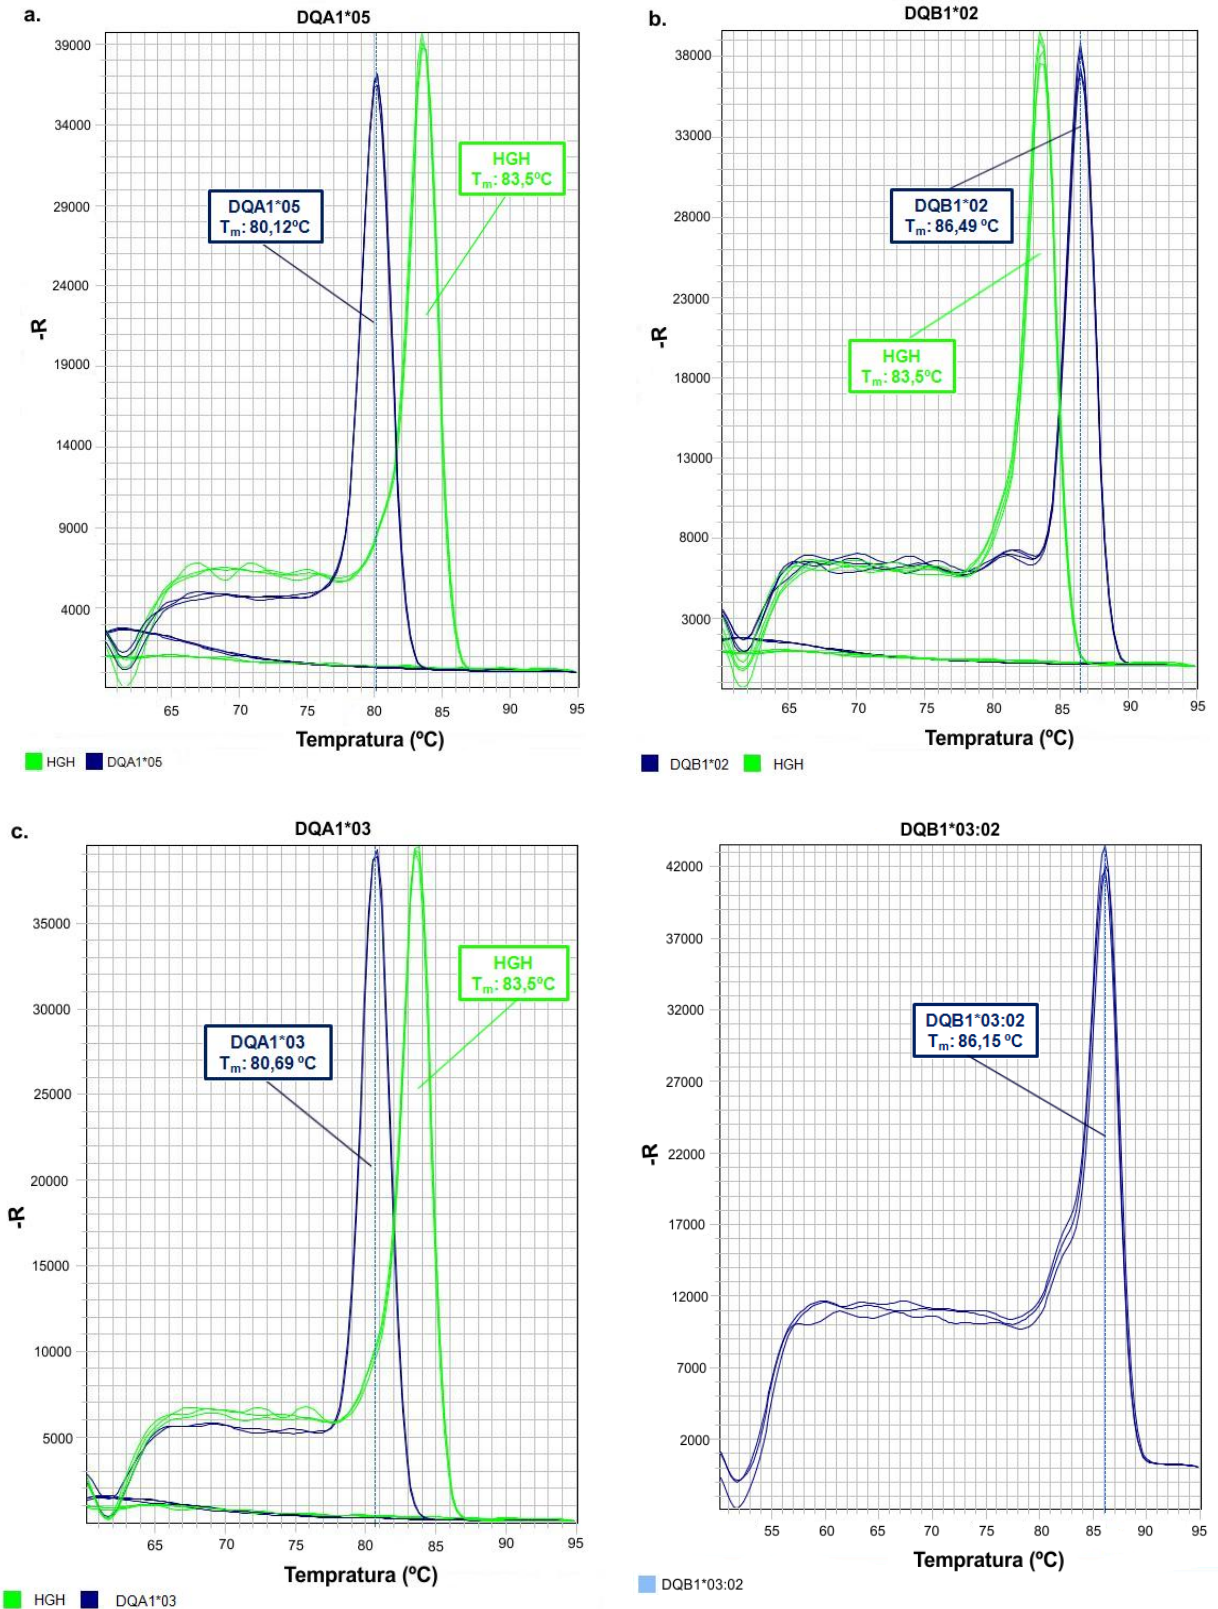 a.
DQA1*05
39000
34000
29000
24000
19000
14000
9000
4000
-R
DQA1*05
Tm: 80,12ºC
HGH
Tm: 83,5ºC
65 70 75 80 85 90 95
Tempratura (ºC)
HGH DQA1*05
b.
DQB1*02
38000
33000
28000
23000
18000
13000
8000
3000
-R
DQB1*02
Tm: 86,49 ºC
HGH
Tm: 83,5ºC
65 70 75 80 85 90 95
Tempratura (ºC)
DQB1*02 HGH
c.
DQA1*03
35000
30000
25000
20000
15000
10000
5000
-R
HGH
Tm: 83,5ºC
DQA1*03
Tm: 80,69 ºC
65 70 75 80 85 90 95
Tempratura (ºC)
HGH DQA1*03
DQB1*03:02
42000
37000
32000
27000
22000
17000
12000
7000
2000
-R
DQB1*03:02
Tm: 86,15 ºC
55 60 65 70 75 80 85 90 95
Tempratura (ºC)
DQB1*03:02